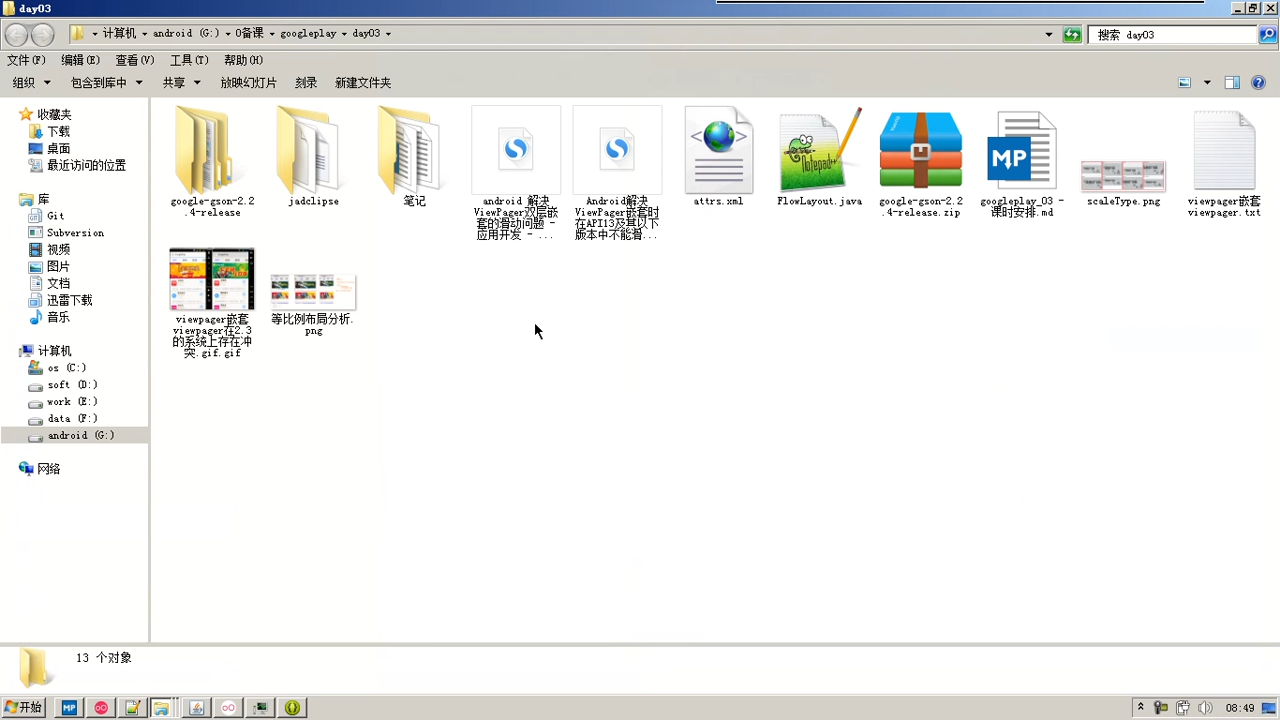 day03
计算机 android (G:) 0备课 googleplay day03
搜索 day03
文件(F) 编辑(E) 查看(V) 工具(T) 帮助(H)
组织 包含到库中 共享 放映幻灯片 刻录 新建文件夹
收藏夹
下载
桌面
最近访问的位置
库
Git
Subversion
视频
图片
文档
迅雷下载
音乐
计算机
os (C:)
soft (D:)
work (E:)
data (F:)
android (G:)
网络
google-gson-2.2
.4-release
jadclipse
笔记
android 解决
ViewPager双层嵌
套的滑动问题 -
应用开发 - ...
Android解决
ViewPager嵌套时
在API13及其以下
版本中不能滑...
attrs.xml
FlowLayout.java
google-gson-2.2
.4-release.zip
googleplay_03 -
课时安排.md
scaleType.png
viewpager嵌套
viewpager.txt
viewpager嵌套
viewpager在2.3
的系统上存在冲
突.gif.gif
等比例布局分析.
png
13 个对象
开始
08:49